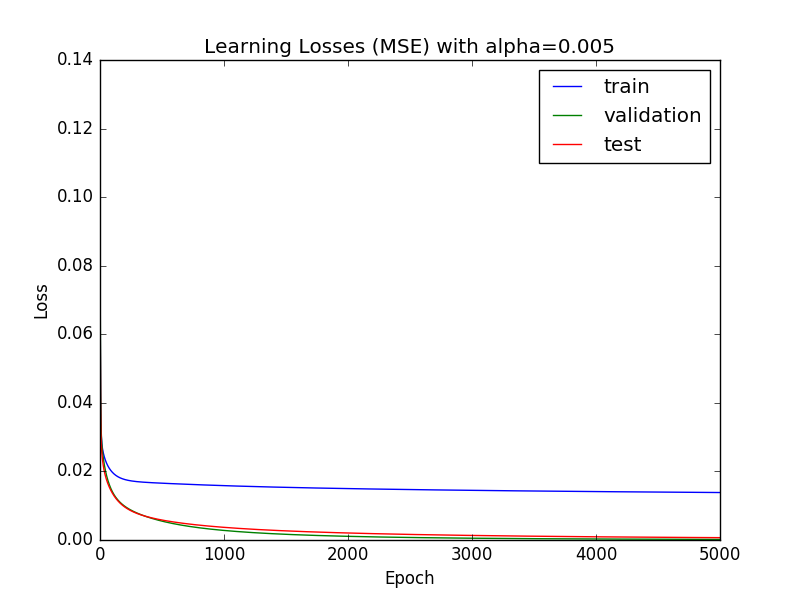 Learning Losses (MSE) with alpha=0.005
0.14
0.12
0.10
0.08
0.06
0.04
0.02
0.00
Loss
train
validation
test
0 1000 2000 3000 4000 5000
Epoch